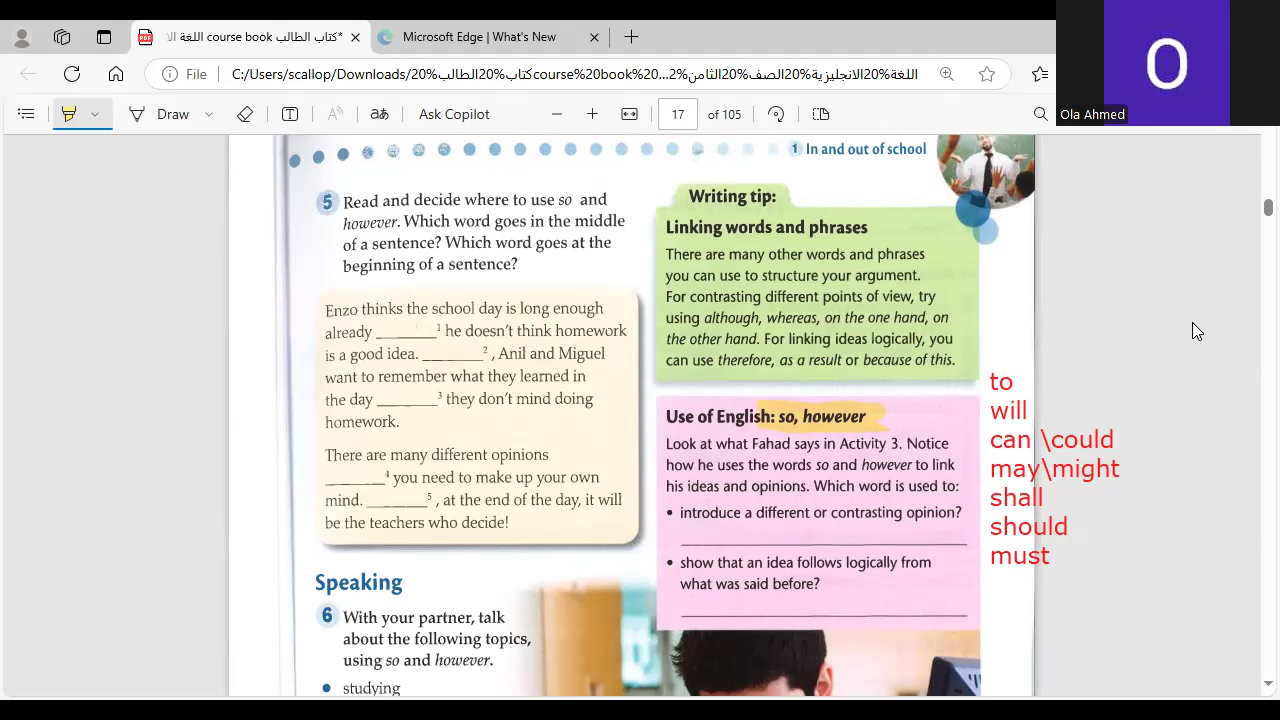 *كتاب الطالب course book اللغة الا
Microsoft Edge | What's New
File
C:/Users/scallop/Downloads/20%كتاب20%الطالبcourse%20book%20...2%اللغة20%الانجليزية20%الصف20%الثامن
Draw
Ask Copilot
17
of 105
O
Ola Ahmed
1 In and out of school
5 Read and decide where to use so and
however. Which word goes in the middle
of a sentence? Which word goes at the
beginning of a sentence?
Enzo thinks the school day is long enough
already ________1 he doesn't think homework
is a good idea. ________2 , Anil and Miguel
want to remember what they learned in
the day ________3 they don't mind doing
homework.
There are many different opinions
________4 you need to make up your own
mind. ________5 , at the end of the day, it will
be the teachers who decide!
Speaking
6 With your partner, talk
about the following topics,
using so and however.
• studying
Writing tip:
Linking words and phrases
There are many other words and phrases
you can use to structure your argument.
For contrasting different points of view, try
using although, whereas, on the one hand, on
the other hand. For linking ideas logically, you
can use therefore, as a result or because of this.
Use of English: so, however
Look at what Fahad says in Activity 3. Notice
how he uses the words so and however to link
his ideas and opinions. Which word is used to:
• introduce a different or contrasting opinion?
• show that an idea follows logically from
what was said before?
to
will
can \could
may\might
shall
should
must